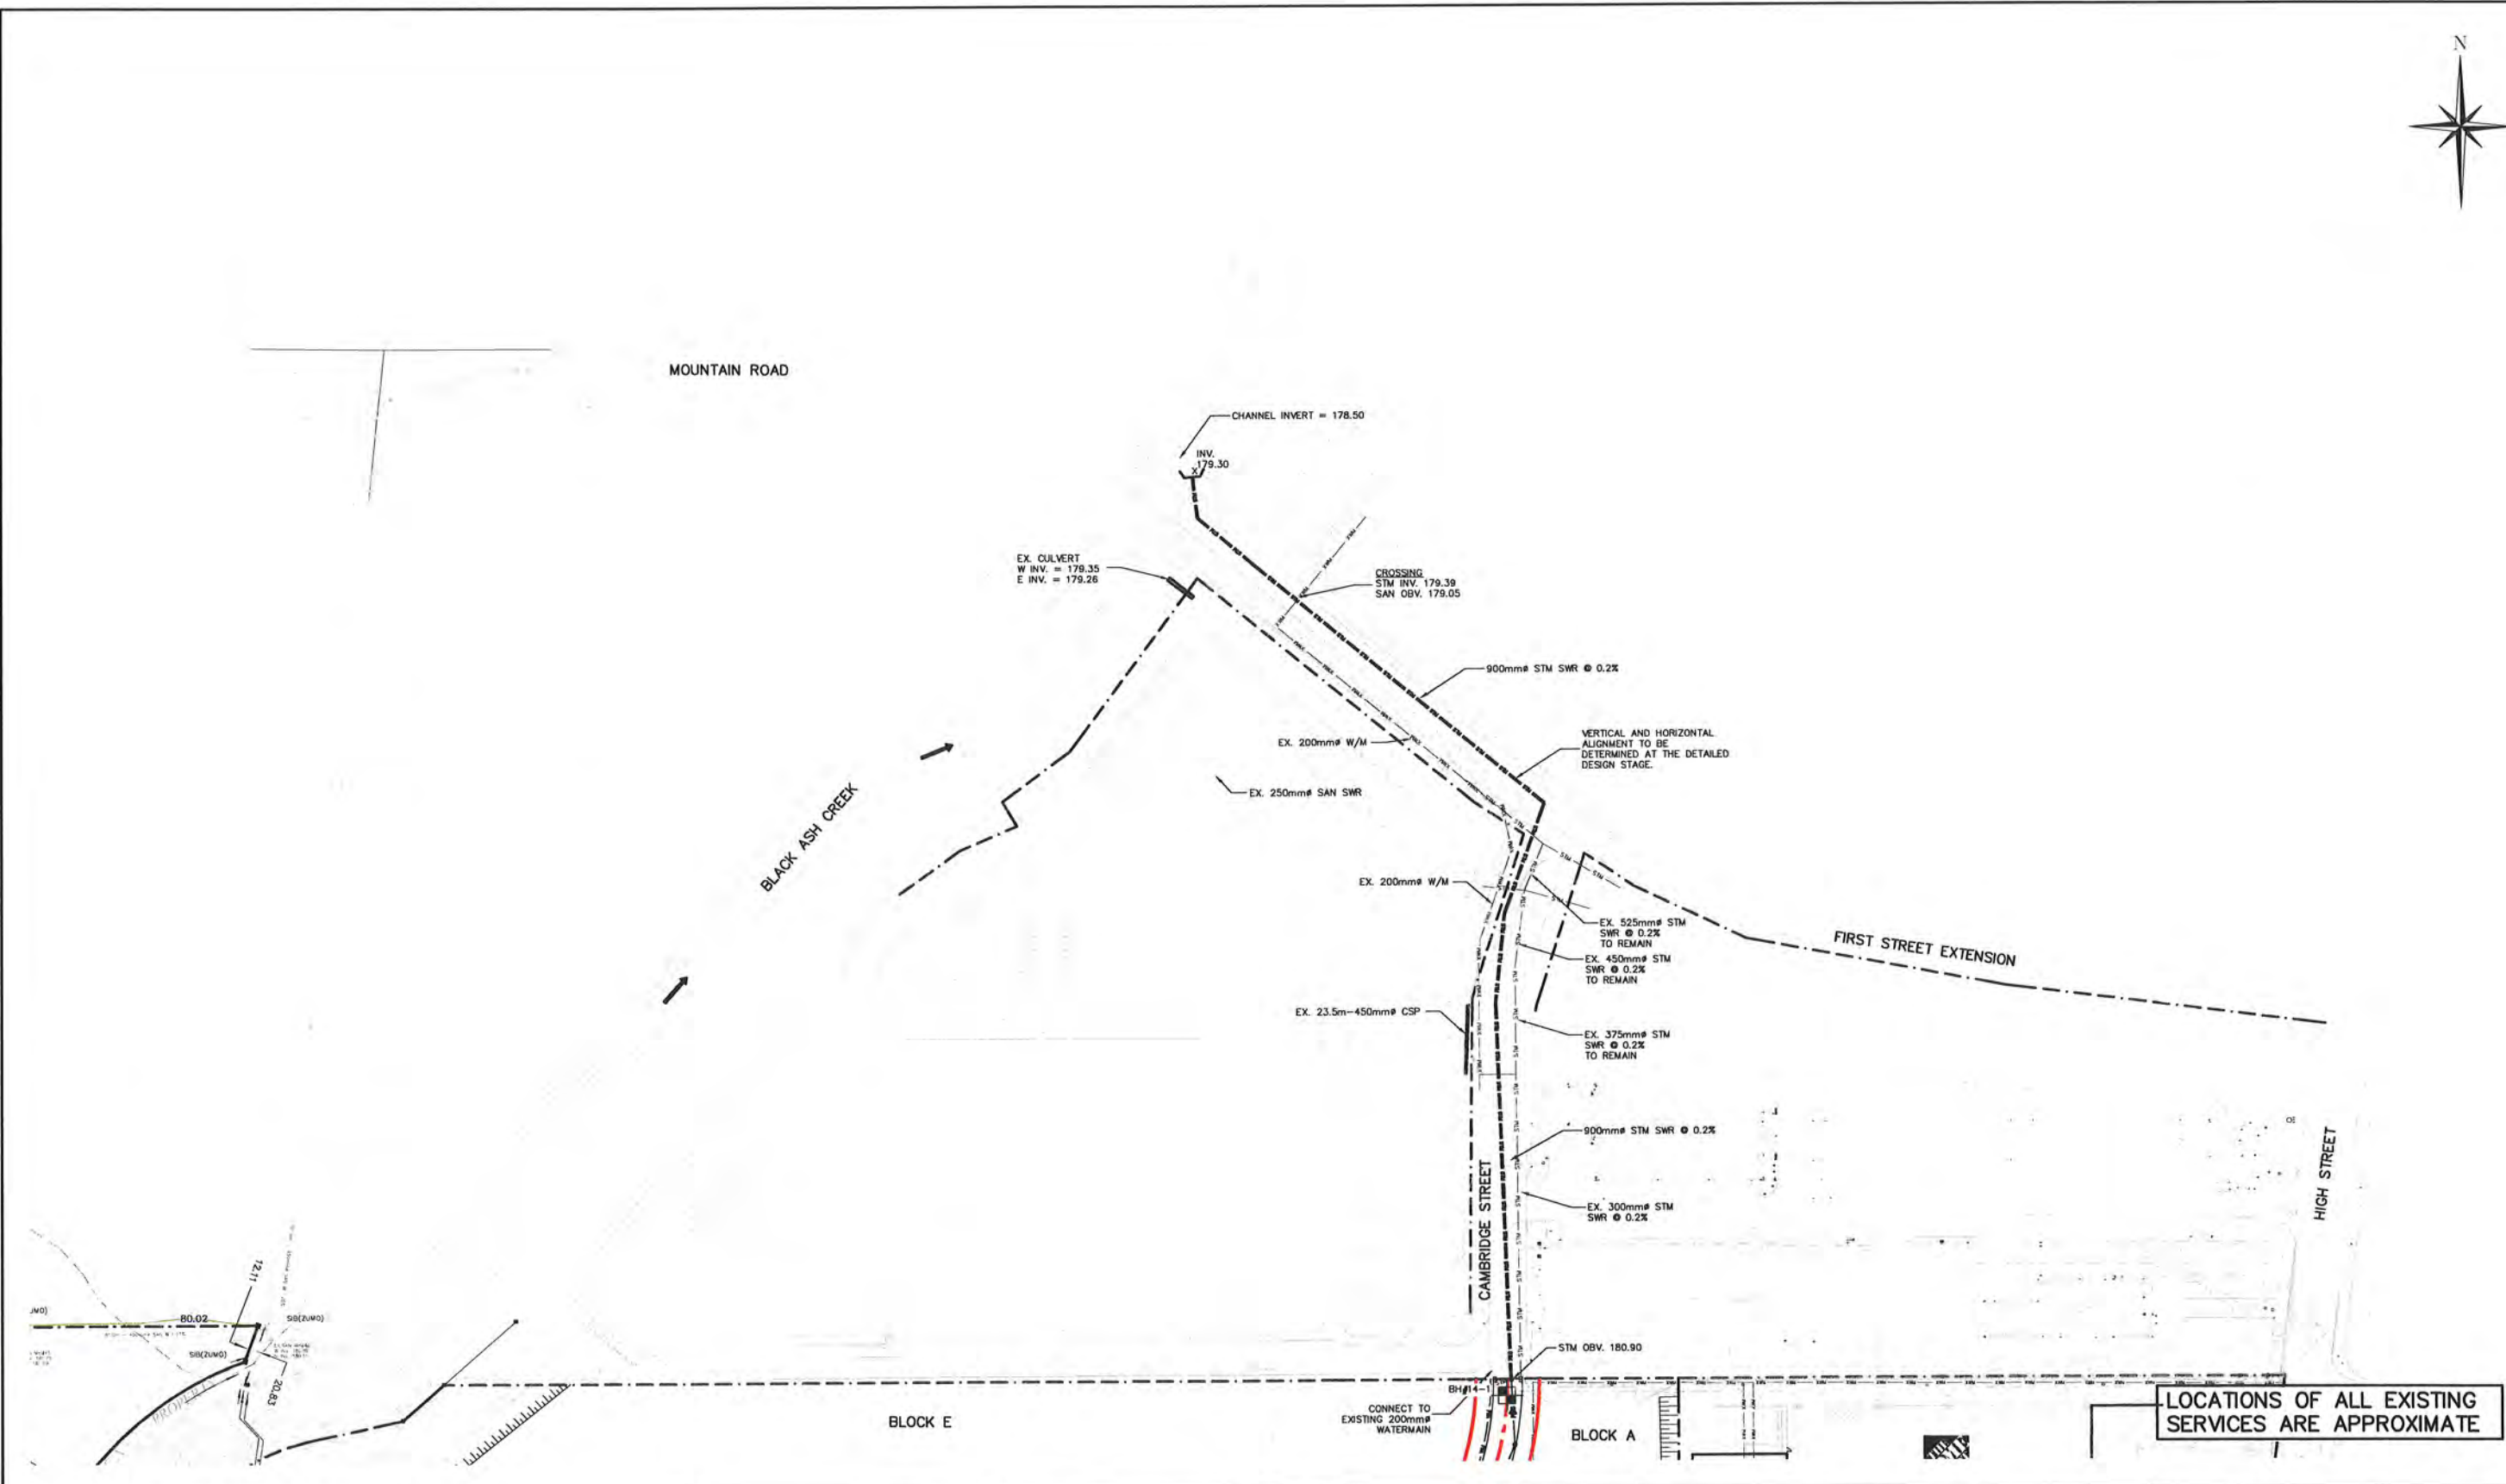 N
MOUNTAIN ROAD
CHANNEL INVERT = 178.50
INV.
179.30
X
EX. CULVERT
W INV. = 179.35
E INV. = 179.26
CROSSING
STM INV. 179.39
SAN OBV. 179.05
900mmø STM SWR @ 0.2%
VERTICAL AND HORIZONTAL
ALIGNMENT TO BE
DETERMINED AT THE DETAILED
DESIGN STAGE.
EX. 200mmø W/M
EX. 250mmø SAN SWR
BLACK ASH CREEK
EX. 200mmø W/M
EX. 525mmø STM
SWR @ 0.2%
TO REMAIN
FIRST STREET EXTENSION
EX. 450mmø STM
SWR @ 0.2%
TO REMAIN
EX. 23.5m-450mmø CSP
EX. 375mmø STM
SWR @ 0.2%
TO REMAIN
900mmø STM SWR @ 0.2%
CAMBRIDGE STREET
EX. 300mmø STM
SWR @ 0.2%
HIGH STREET
12.11
80.02
SIB(ZUMO)
SIB(ZUMO)
20.83
STM OBV. 180.90
BH#14-1
CONNECT TO
EXISTING 200mmø
WATERMAIN
BLOCK E
BLOCK A
LOCATIONS OF ALL EXISTING
SERVICES ARE APPROXIMATE